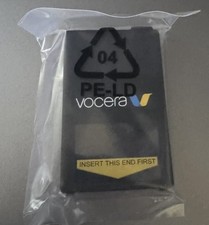 04
PE-LD
vocera
INSERT THIS END FIRST